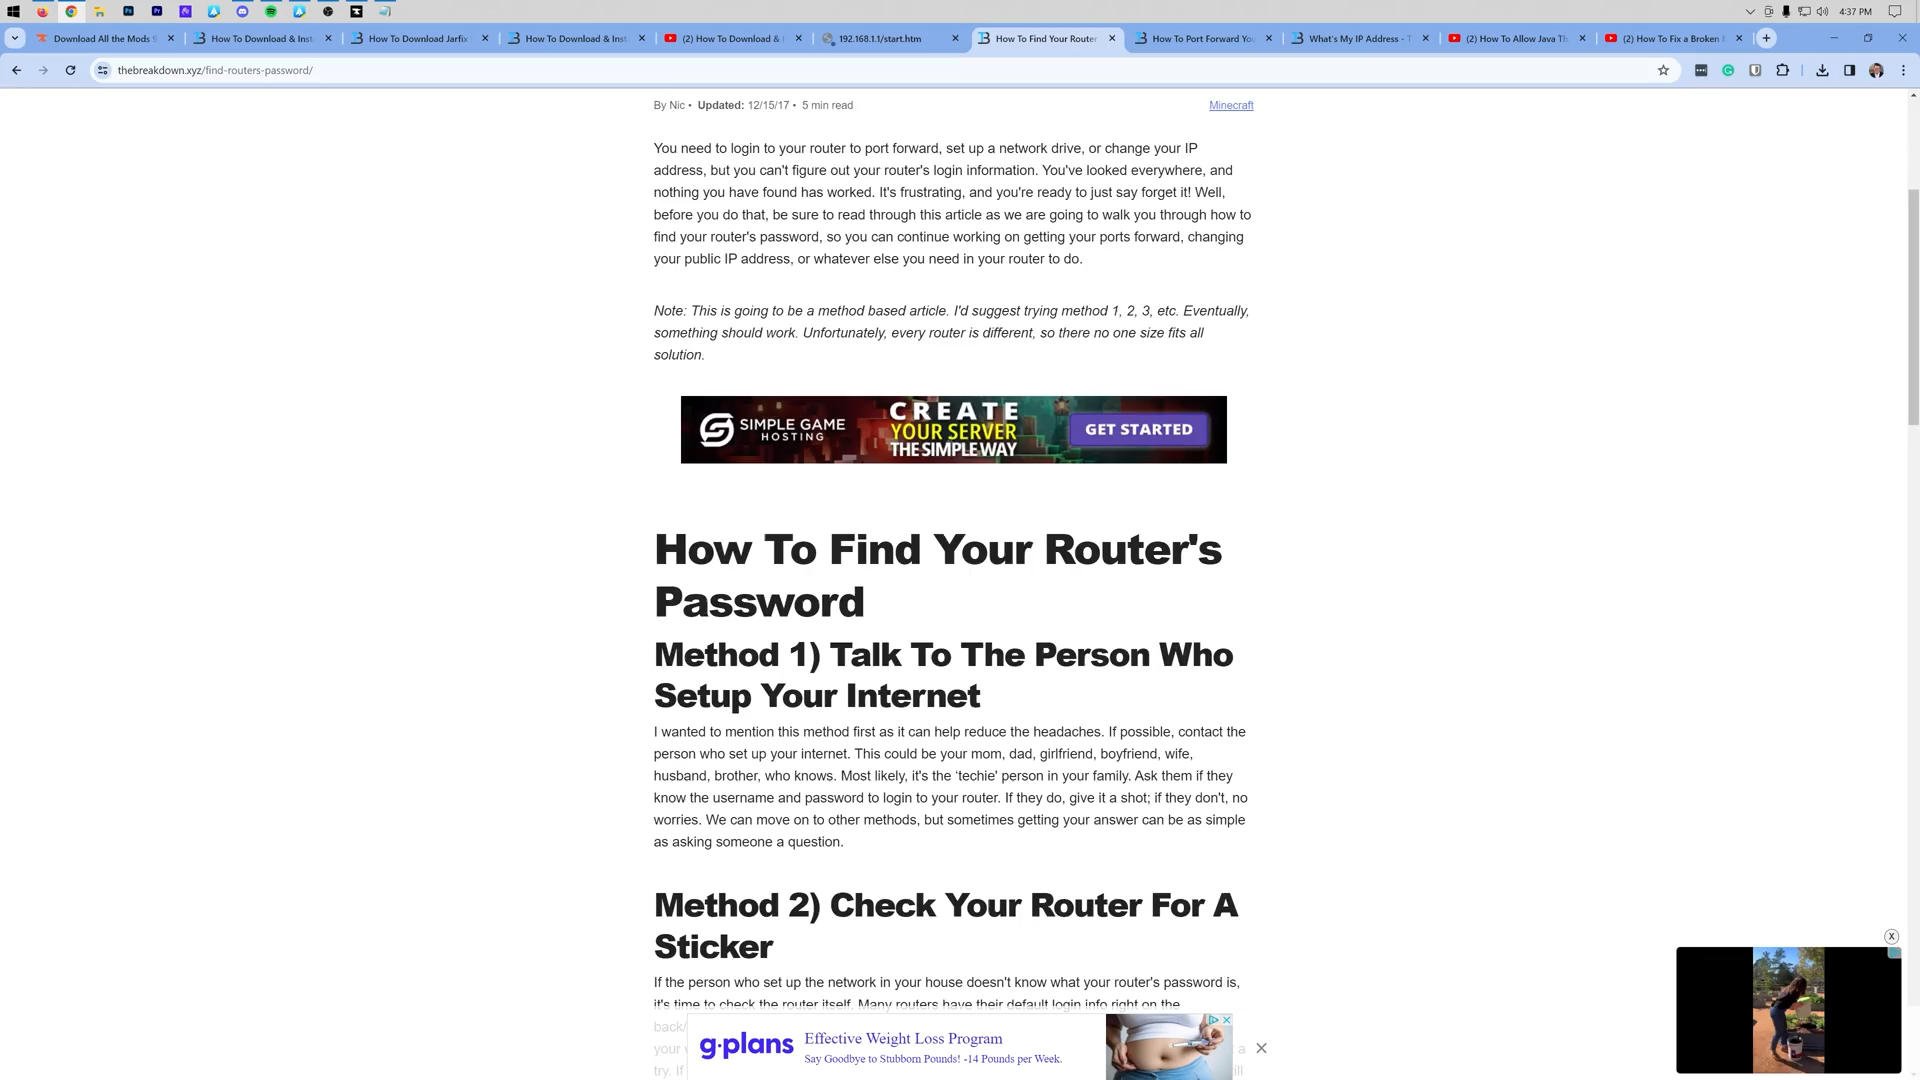 4:37 PM
Download All the Mods 9
How To Download & Inst
How To Download Jarfix
How To Download & Inst
(2) How To Download & I
192.168.1.1/start.htm
How To Find Your Router
How To Port Forward You
What's My IP Address - T
(2) How To Allow Java Th
(2) How To Fix a Broken
thebreakdown.xyz/find-routers-password/
By Nic • Updated: 12/15/17 • 5 min read
Minecraft
You need to login to your router to port forward, set up a network drive, or change your IP
address, but you can't figure out your router's login information. You've looked everywhere, and
nothing you have found has worked. It's frustrating, and you're ready to just say forget it! Well,
before you do that, be sure to read through this article as we are going to walk you through how to
find your router's password, so you can continue working on getting your ports forward, changing
your public IP address, or whatever else you need in your router to do.
Note: This is going to be a method based article. I'd suggest trying method 1, 2, 3, etc. Eventually,
something should work. Unfortunately, every router is different, so there no one size fits all
solution.
SIMPLE GAME
HOSTING
CREATE
YOUR SERVER
THE SIMPLE WAY
GET STARTED
How To Find Your Router's
Password
Method 1) Talk To The Person Who
Setup Your Internet
I wanted to mention this method first as it can help reduce the headaches. If possible, contact the
person who set up your internet. This could be your mom, dad, girlfriend, boyfriend, wife,
husband, brother, who knows. Most likely, it's the ‘techie' person in your family. Ask them if they
know the username and password to login to your router. If they do, give it a shot; if they don't, no
worries. We can move on to other methods, but sometimes getting your answer can be as simple
as asking someone a question.
Method 2) Check Your Router For A
Sticker
If the person who set up the network in your house doesn't know what your router's password is,
it's time to check the router itself. Many routers have their default login info right on the
back/
your
a
try. If
g-plans
Effective Weight Loss Program
Say Goodbye to Stubborn Pounds! -14 Pounds per Week.
X